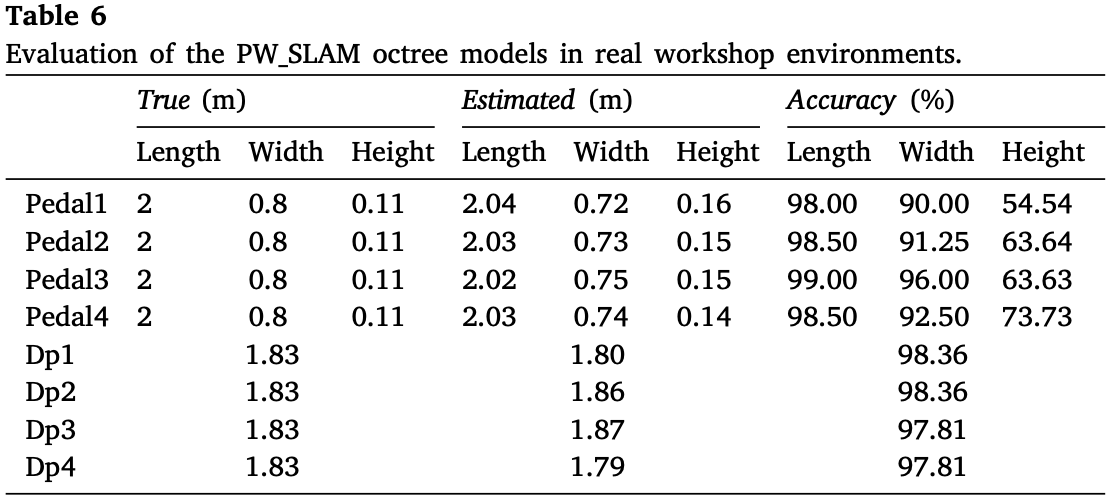 Table 6
Evaluation of the PW_SLAM octree models in real workshop environments.
True (m) Estimated (m) Accuracy (%)
Length Width Height Length Width Height Length Width Height
Pedal1 2 0.8 0.11 2.04 0.72 0.16 98.00 90.00 54.54
Pedal2 2 0.8 0.11 2.03 0.73 0.15 98.50 91.25 63.64
Pedal3 2 0.8 0.11 2.02 0.75 0.15 99.00 96.00 63.63
Pedal4 2 0.8 0.11 2.03 0.74 0.14 98.50 92.50 73.73
Dp1 1.83 1.80 98.36
Dp2 1.83 1.86 98.36
Dp3 1.83 1.87 97.81
Dp4 1.83 1.79 97.81